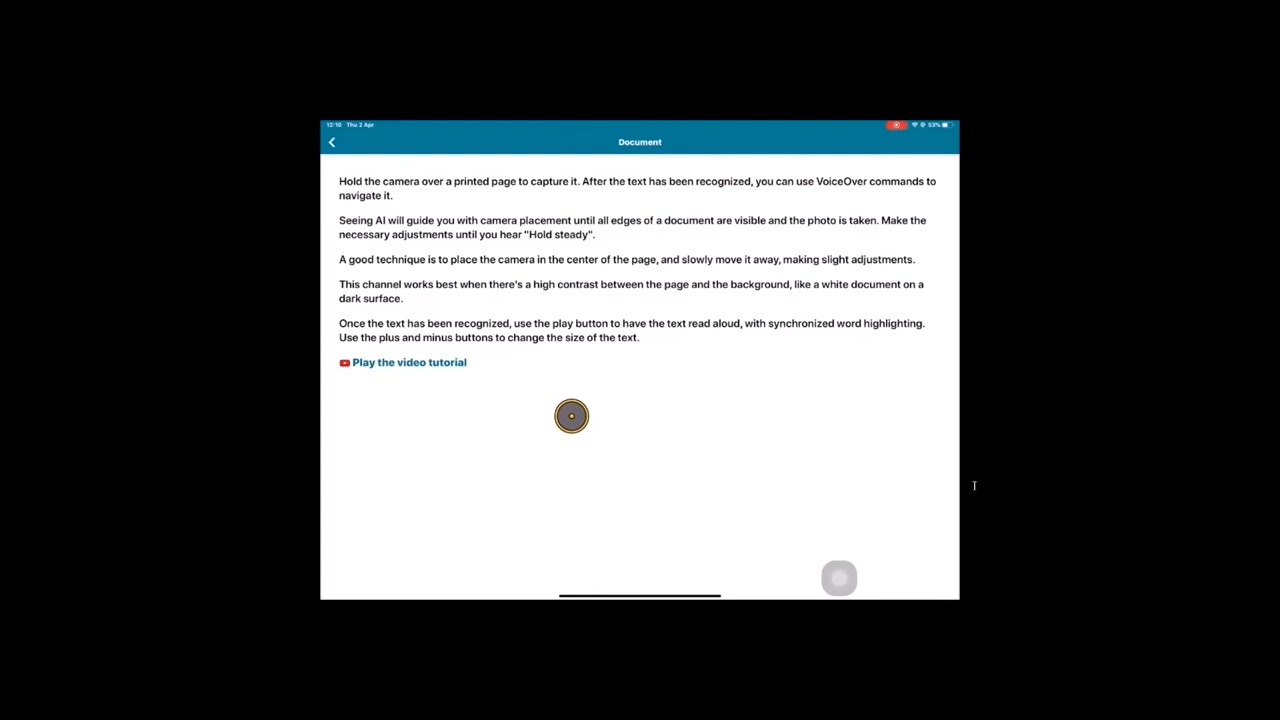 12:10 Thu 2 Apr
53%
Document
Hold the camera over a printed page to capture it. After the text has been recognized, you can use VoiceOver commands to
navigate it.
Seeing AI will guide you with camera placement until all edges of a document are visible and the photo is taken. Make the
necessary adjustments until you hear "Hold steady".
A good technique is to place the camera in the center of the page, and slowly move it away, making slight adjustments.
This channel works best when there's a high contrast between the page and the background, like a white document on a
dark surface.
Once the text has been recognized, use the play button to have the text read aloud, with synchronized word highlighting.
Use the plus and minus buttons to change the size of the text.
Play the video tutorial